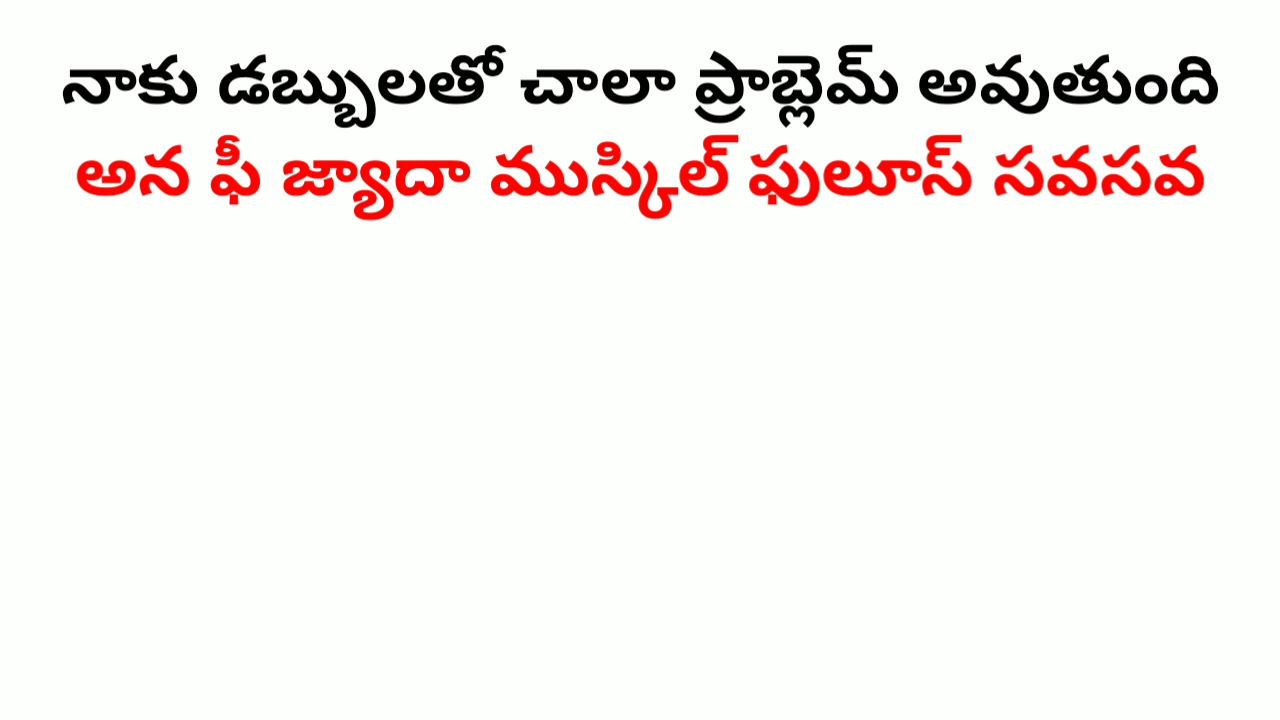 నాకు డబ్బులతో చాలా ప్రాబ్లెమ్ అవుతుంది
అన ఫీ జ్యాదా ముస్కిల్ ఫులూస్ సవసవ